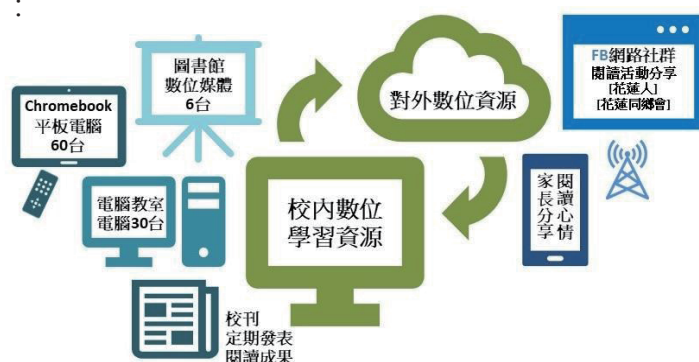 Chromebook
平板電腦
60台
圖書館
數位媒體
6台
電腦教室
電腦30台
校刊
定期發表
閱讀成果
校內數位
學習資源
對外數位資源
FB網路社群
閱讀活動分享
[花蓮人]
[花蓮同鄉會]
閱讀心情
家長分享